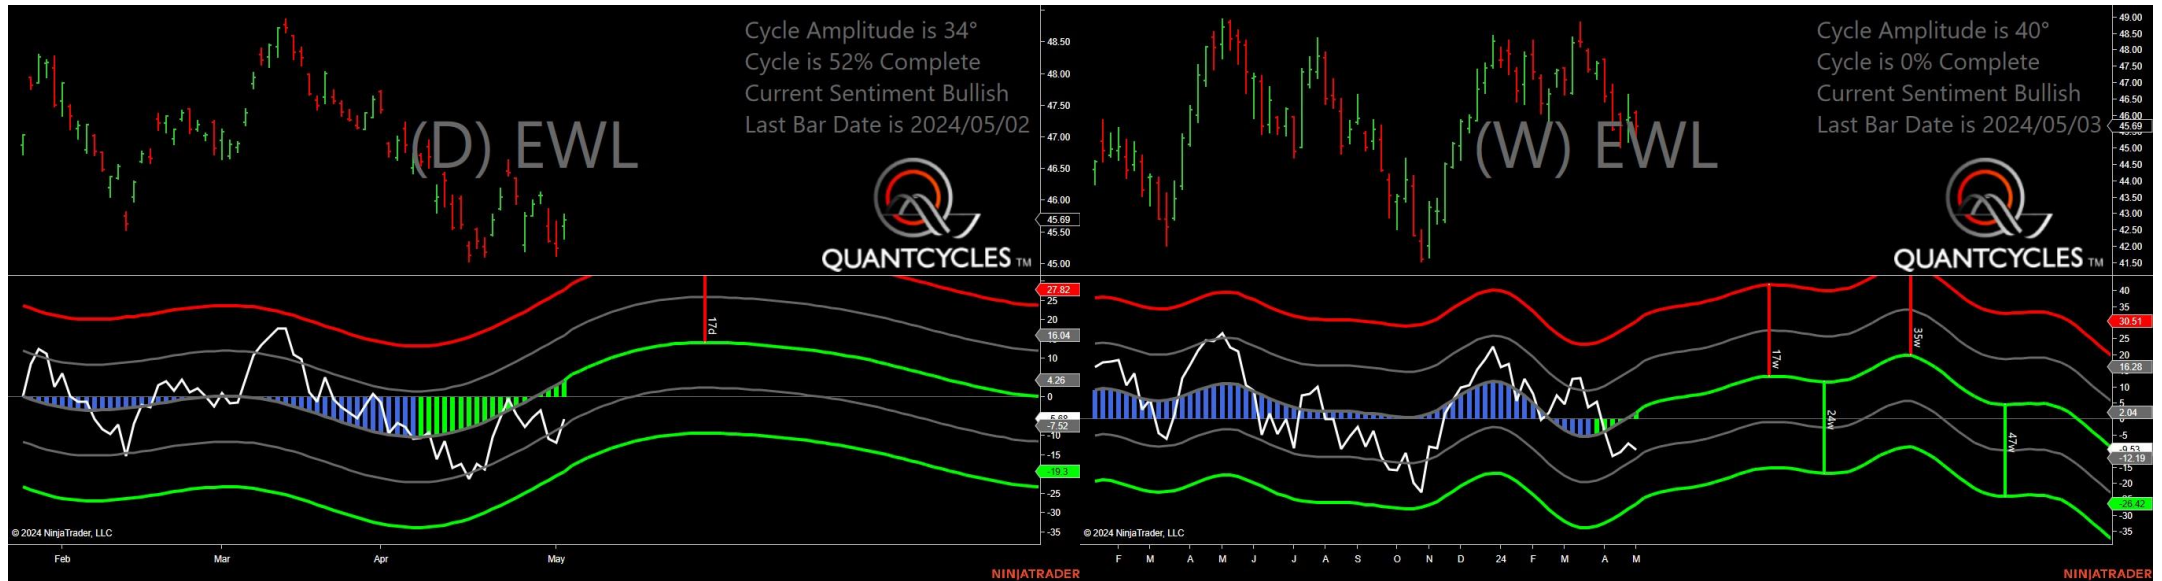 Cycle Amplitude is 34°
Cycle is 52% Complete
Current Sentiment Bullish
Last Bar Date is 2024/05/02
(D) EWL
QUANTCYCLES TM
48.50
48.00
47.50
47.00
46.50
46.00
45.69
45.50
45.00
27.82
25
20
16.04
10
4.26
0
-7.52
-10
-15
-19.3
-25
-30
-35
17d
© 2024 NinjaTrader, LLC
Feb
Mar
Apr
May
NINJATRADER
Cycle Amplitude is 40°
Cycle is 0% Complete
Current Sentiment Bullish
Last Bar Date is 2024/05/03
(W) EWL
QUANTCYCLES TM
49.00
48.50
48.00
47.50
47.00
46.50
46.00
45.69
45.00
44.50
44.00
43.50
43.00
42.50
42.00
41.50
40
35
30.51
25
20
16.28
10
5
2.04
-5
-12.19
-15
-20
-26.42
-30
-35
17w
24w
35w
47w
© 2024 NinjaTrader, LLC
F M A M J J A S O N D 24 F M A M
NINJATRADER